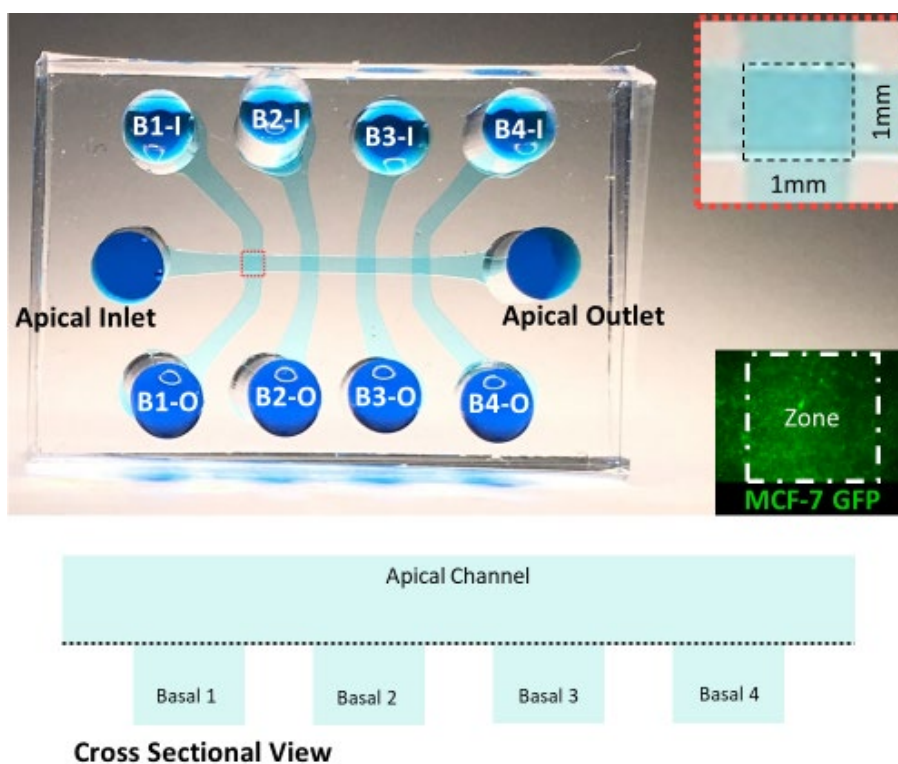 B1-I
B2-I
B3-I
B4-I
1mm
1mm
Apical Inlet
Apical Outlet
B1-O
B2-O
B3-O
B4-O
Zone
MCF-7 GFP
Apical Channel
Basal 1
Basal 2
Basal 3
Basal 4
Cross Sectional View